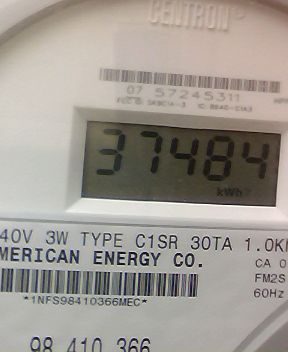 CENTRON®
07 57245311
37484
kWh
40V 3W TYPE C1SR 30TA 1.0K
MERICAN ENERGY CO.
CA 0
FM2S
60Hz
*1NFS98410366MEC*
98 410 366